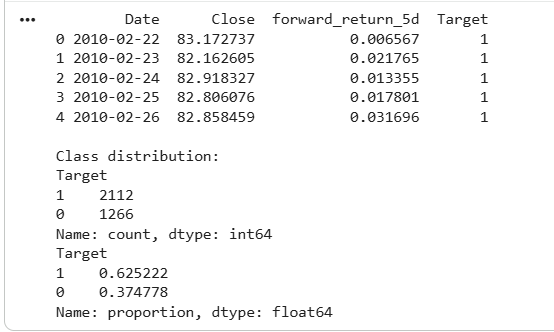 Date Close forward_return_5d Target
0 2010-02-22 83.172737 0.006567 1
1 2010-02-23 82.162605 0.021765 1
2 2010-02-24 82.918327 0.013355 1
3 2010-02-25 82.806076 0.017801 1
4 2010-02-26 82.858459 0.031696 1
Class distribution:
Target
1 2112
0 1266
Name: count, dtype: int64
Target
1 0.625222
0 0.374778
Name: proportion, dtype: float64